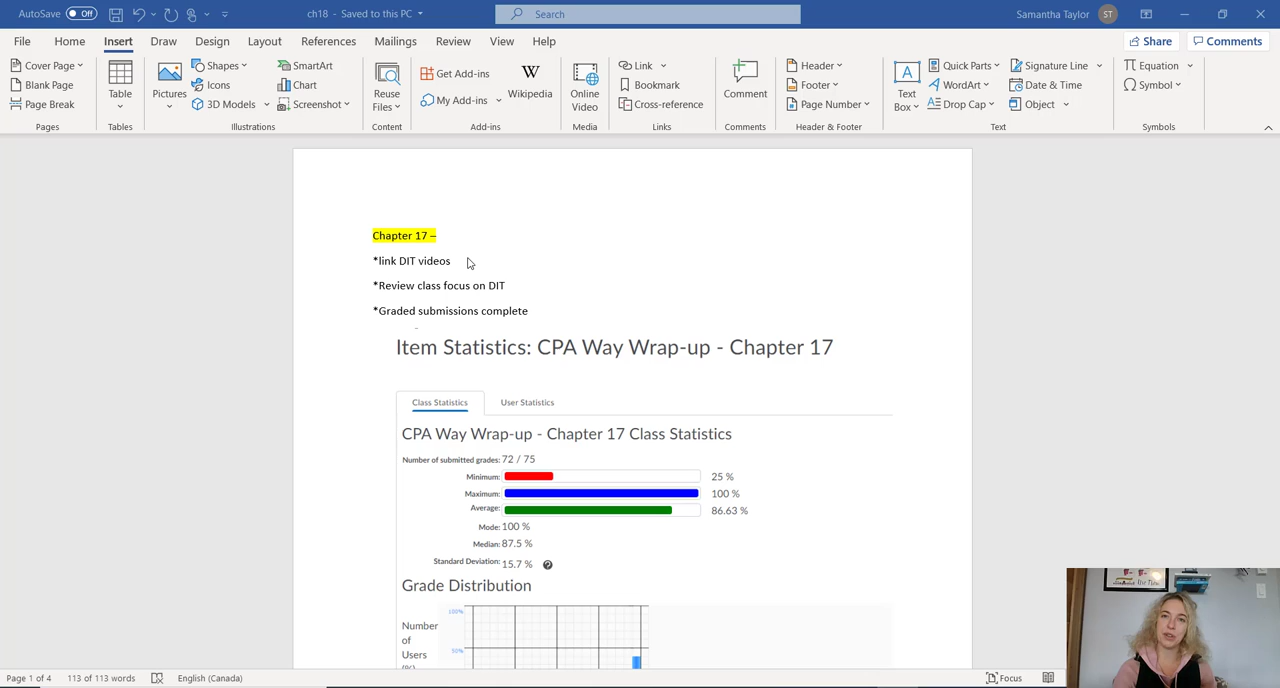 AutoSave Off ch18 - Saved to this PC Search Samantha Taylor ST
File Home Insert Draw Design Layout References Mailings Review View Help Share Comments
Cover Page
Blank Page
Page Break
Pages
Table
Tables
Pictures
Shapes
Icons
3D Models
SmartArt
Chart
Screenshot
Illustrations
Reuse
Files
Content
Get Add-ins
My Add-ins
Wikipedia
Add-ins
Online
Video
Media
Link
Bookmark
Cross-reference
Links
Comment
Comments
Header
Footer
Page Number
Header & Footer
Text
Box
Quick Parts
WordArt
Drop Cap
Signature Line
Date & Time
Object
Text
Equation
Symbol
Symbols
Chapter 17 –
*link DIT videos
*Review class focus on DIT
*Graded submissions complete
Item Statistics: CPA Way Wrap-up - Chapter 17
Class Statistics User Statistics
CPA Way Wrap-up - Chapter 17 Class Statistics
Number of submitted grades: 72 / 75
Minimum: 25 %
Maximum: 100 %
Average: 86.63 %
Mode: 100 %
Median: 87.5 %
Standard Deviation: 15.7 %
Grade Distribution
100%
Number
of
Users
90%
Page 1 of 4 113 of 113 words English (Canada) Focus